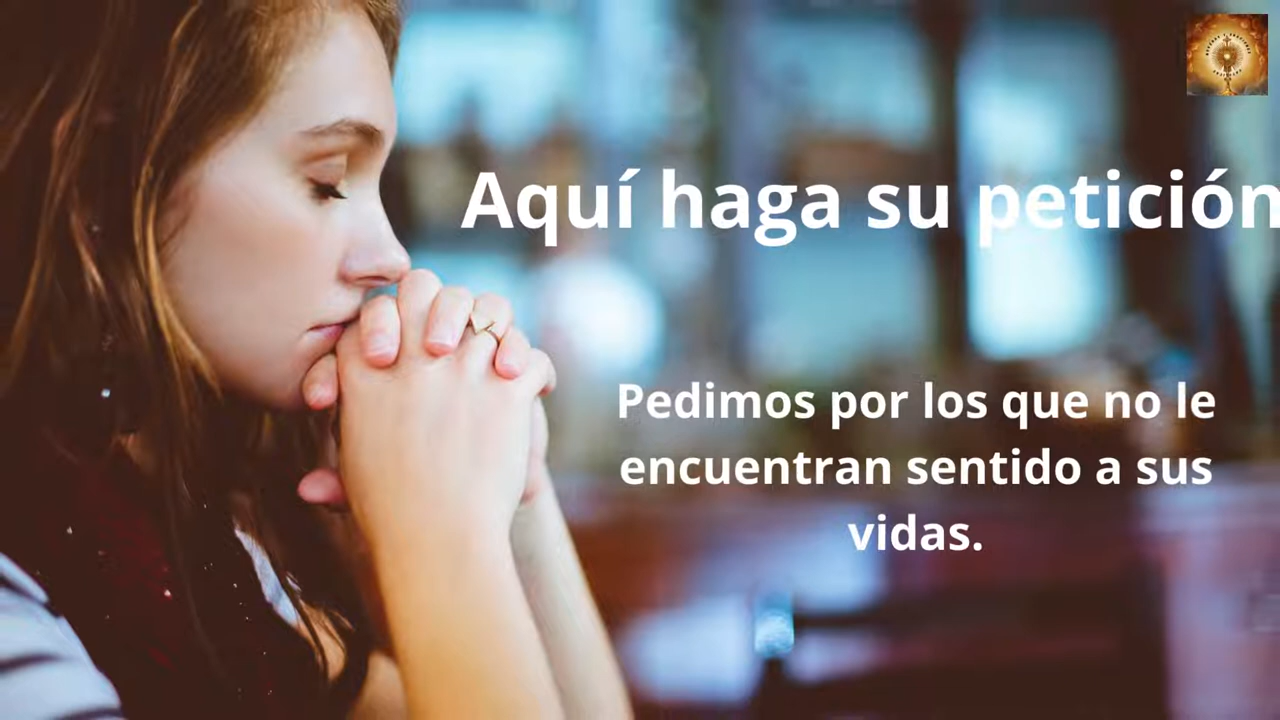 Aquí haga su petición
Pedimos por los que no le
encuentran sentido a sus
vidas.